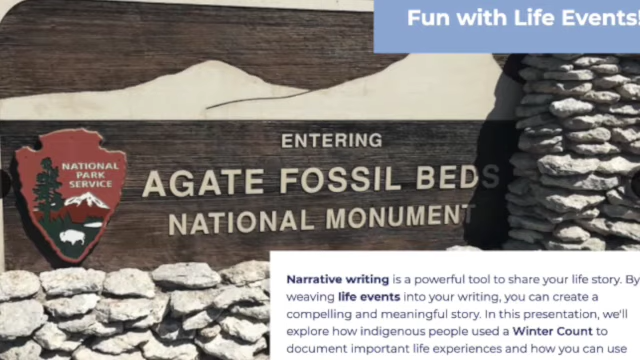 Fun with Life Events!
ENTERING
NATIONAL
PARK
SERVICE
AGATE FOSSIL BEDS
NATIONAL MONUMENT
Narrative writing is a powerful tool to share your life story. By
weaving life events into your writing, you can create a
compelling and meaningful story. In this presentation, we'll
explore how indigenous people used a Winter Count to
document important life experiences and how you can use